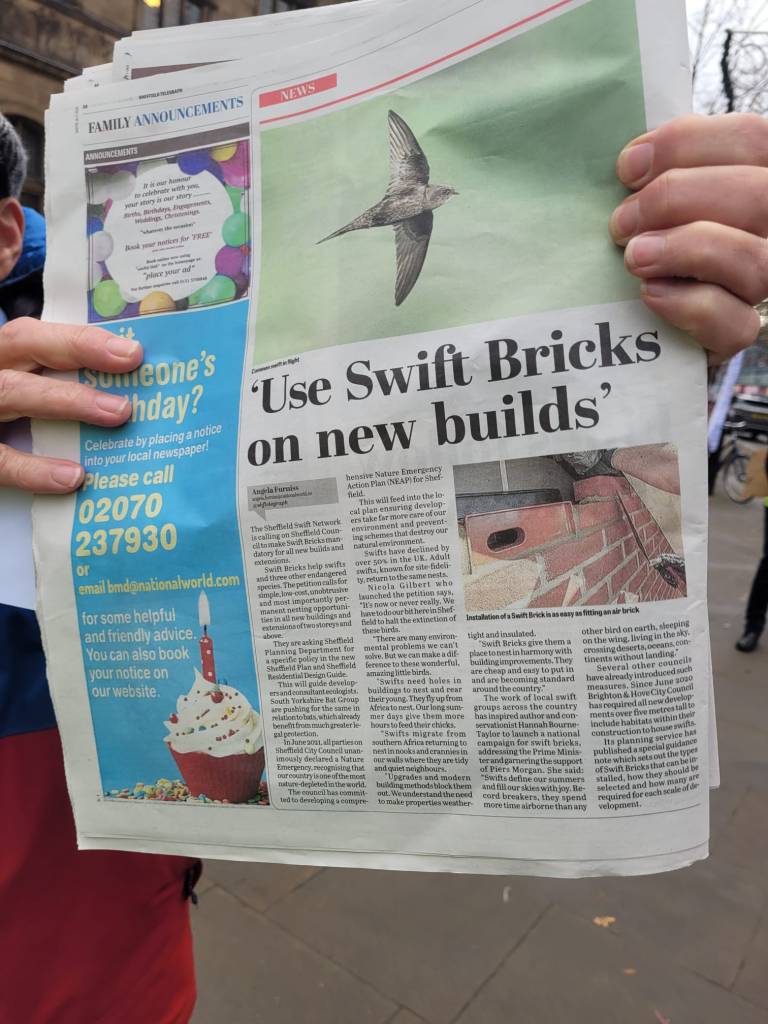 SHEFFIELD TELEGRAPH
FAMILY ANNOUNCEMENTS
ANNOUNCEMENTS
It is our honour
to celebrate with you,
your story is our story
Births, Birthdays, Engagements,
Weddings, Christenings.
"whatever the occasion"
Book your notices for 'FREE'
Book online now using
on the homepage or
"place your ad"
someone's
hday?
Celebrate by placing a notice
into your local newspaper!
Please call
02070
237930
or
email bmd@nationalworld.com
for some helpful
and friendly advice.
You can also book
your notice on
our website.
NEWS
Common swift in flight
'Use Swift Bricks
on new builds'
Angela Furniss
The Sheffield Swift Network
is calling on Sheffield Coun-
cil to make Swift Bricks man-
datory for all new builds and
extensions.
Swift Bricks help swifts
and three other endangered
species. The petition calls for
simple, low-cost, unobtrusive
and most importantly per-
manent nesting opportuni-
ties in all new buildings and
extensions of two storeys and
above.
They are asking Sheffield
Planning Department for
a specific policy in the new
Sheffield Plan and Sheffield
Residential Design Guide.
This will guide develop-
ers and consultant ecologists.
South Yorkshire Bat Group
are pushing for the same in
relation to bats, which already
benefit from much greater le-
gal protection.
In June 2021, all parties on
Sheffield City Council unan-
imously declared a Nature
Emergency, recognising that
our country is one of the most
nature-depleted in the world.
The council has commit-
ted to developing a compre-
hensive Nature Emergency
Action Plan (NEAP) for Shef-
field.
This will feed into the lo-
cal plan ensuring develop-
ers take far more care of our
environment and prevent-
ing schemes that destroy our
natural environment.
Swifts have declined by
over 50% in the UK. Adult
swifts, known for site-fideli-
ty, return to the same nests.
Nicola Gilbert who
launched the petition says,
"It's now or never really. We
have to do our bit here in Shef-
field to halt the extinction of
these birds.
"There are many environ-
mental problems we can't
solve. But we can make a dif-
ference to these wonderful,
amazing little birds.
"Swifts need holes in
buildings to nest and rear
their young. They fly up from
Africa to nest. Our long sum-
mer days give them more
hours to feed their chicks.
"Swifts migrate from
southern Africa returning to
nest in nooks and crannies in
our walls where they are tidy
and quiet neighbours.
"Upgrades and modern
building methods block them
out. We understand the need
to make properties weather-
Installation of a Swift Brick is as easy as fitting an air brick
tight and insulated.
"Swift Bricks give them a
place to nest in harmony with
building improvements. They
are cheap and easy to put in
and are becoming standard
around the country."
The work of local swift
groups across the country
has inspired author and con-
servationist Hannah Bourne-
Taylor to launch a national
campaign for swift bricks,
addressing the Prime Minis-
ter and garnering the support
of Piers Morgan. She said:
"Swifts define our summers
and fill our skies with joy. Re-
cord breakers, they spend
more time airborne than any
other bird on earth, sleeping
on the wing, living in the sky,
crossing deserts, oceans, con-
tinents without landing."
Several other councils
have already introduced such
measures. Since June 2020
Brighton & Hove City Council
has required all new develop-
ments over five metres tall to
include habitats within their
construction to house swifts.
Its planning service has
published a special guidance
note which sets out the types
of Swift Bricks that can be in-
stalled, how they should be
selected and how many are
required for each scale of de-
velopment.